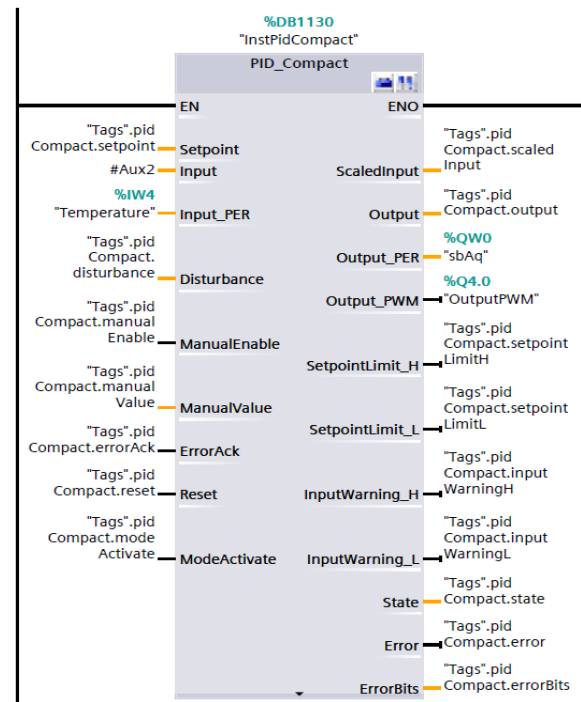 %DB1130
"InstPidCompact"
PID_Compact
EN
ENO
"Tags".pid
Compact.setpoint
Setpoint
#Aux2
Input
%IW4
"Temperature"
Input_PER
"Tags".pid
Compact.
disturbance
Disturbance
"Tags".pid
Compact.manual
Enable
ManualEnable
"Tags".pid
Compact.manual
Value
ManualValue
"Tags".pid
Compact.errorAck
ErrorAck
"Tags".pid
Compact.reset
Reset
"Tags".pid
Compact.mode
Activate
ModeActivate
ScaledInput
"Tags".pid
Compact.scaled
Input
Output
"Tags".pid
Compact.output
Output_PER
%QW0
"sbAq"
Output_PWM
%Q4.0
"OutputPWM"
SetpointLimit_H
"Tags".pid
Compact.setpoint
LimitH
SetpointLimit_L
"Tags".pid
Compact.setpoint
LimitL
InputWarning_H
"Tags".pid
Compact.input
WarningH
InputWarning_L
"Tags".pid
Compact.input
WarningL
State
"Tags".pid
Compact.state
Error
"Tags".pid
Compact.error
ErrorBits
"Tags".pid
Compact.errorBits